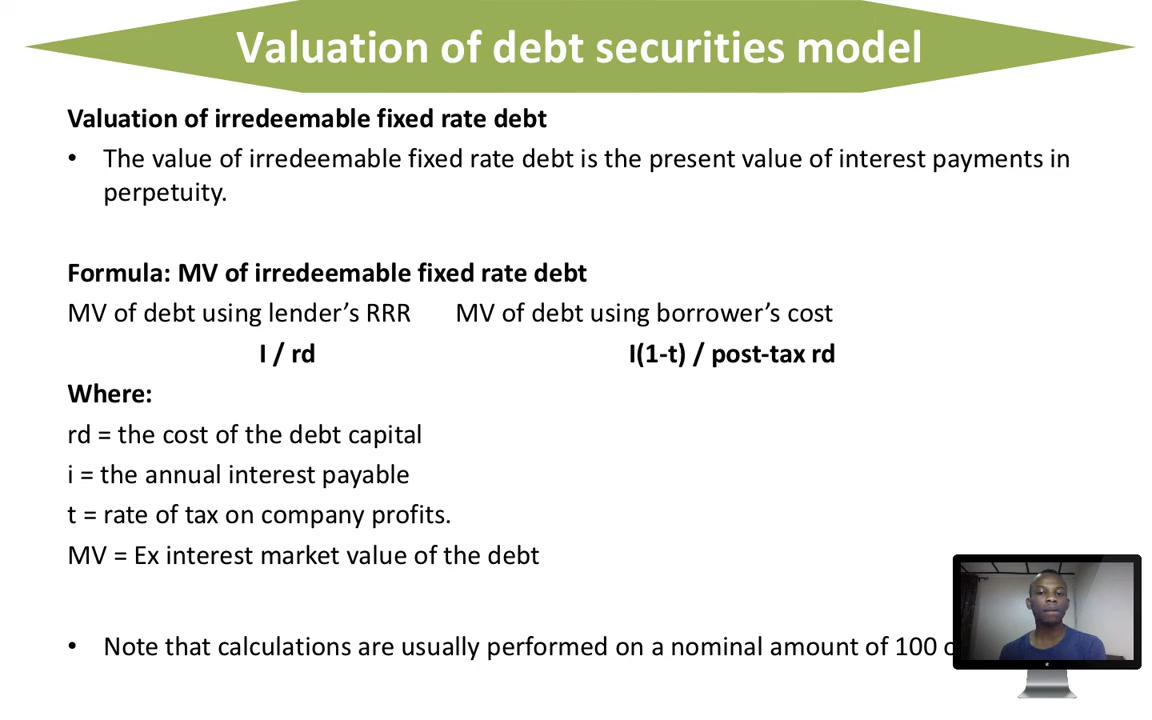 Valuation of debt securities model
Valuation of irredeemable fixed rate debt
• The value of irredeemable fixed rate debt is the present value of interest payments in
perpetuity.
Formula: MV of irredeemable fixed rate debt
MV of debt using lender’s RRR MV of debt using borrower’s cost
I / rd I(1-t) / post-tax rd
Where:
rd = the cost of the debt capital
i = the annual interest payable
t = rate of tax on company profits.
MV = Ex interest market value of the debt
• Note that calculations are usually performed on a nominal amount of 100